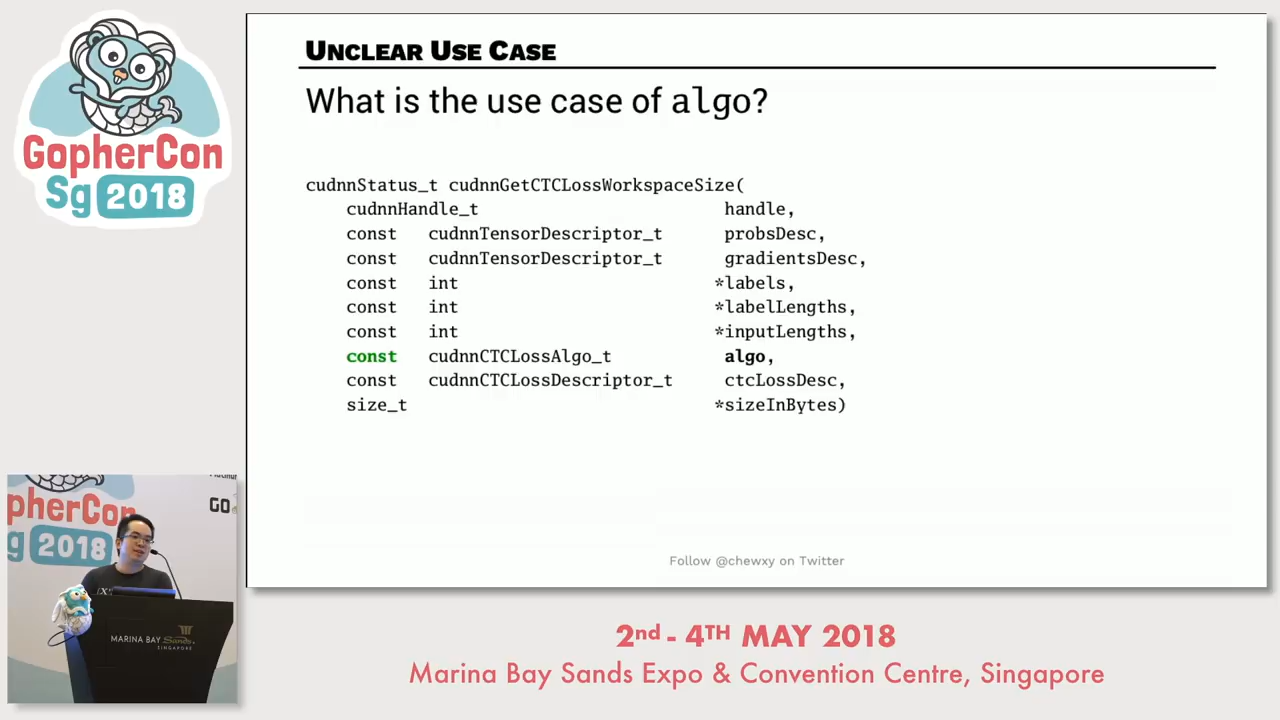 GopherCon
Sg 2018
UNCLEAR USE CASE
What is the use case of algo?
cudnnStatus_t cudnnGetCTCLossWorkspaceSize(
cudnnHandle_t handle,
const cudnnTensorDescriptor_t probsDesc,
const cudnnTensorDescriptor_t gradientsDesc,
const int *labels,
const int *labelLengths,
const int *inputLengths,
const cudnnCTCLossAlgo_t algo,
const cudnnCTCLossDescriptor_t ctcLossDesc,
size_t *sizeInBytes)
Follow @chewxy on Twitter
GO
pherCon
g 2018
MARINA BAY Sands
SINGAPORE
2nd - 4TH MAY 2018
Marina Bay Sands Expo & Convention Centre, Singapore